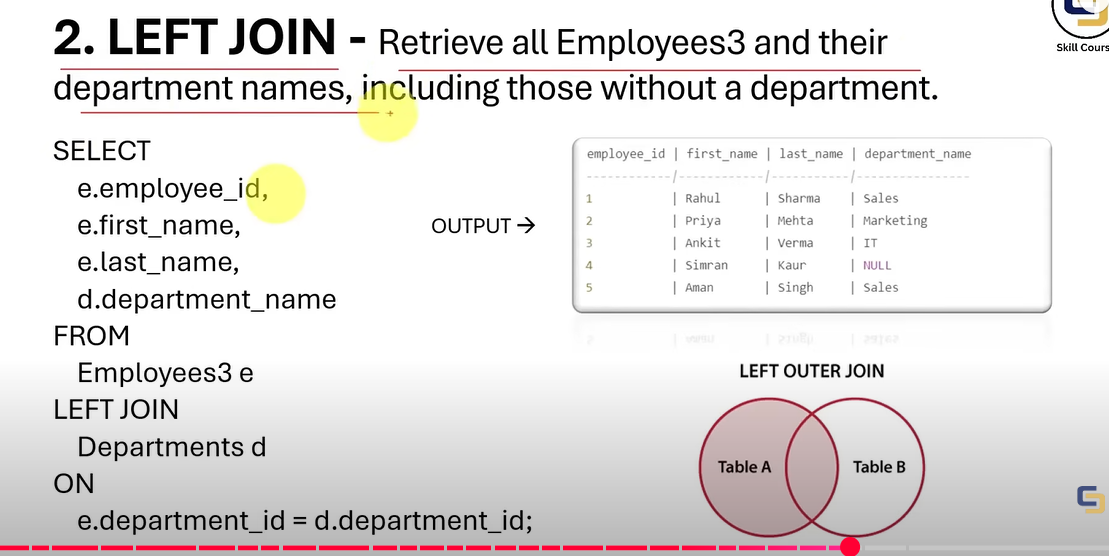 2. LEFT JOIN - Retrieve all Employees3 and their
department names, including those without a department.
Skill Cours
SELECT
e.employee_id,
e.first_name,
e.last_name,
d.department_name
FROM
Employees3 e
LEFT JOIN
Departments d
ON
e.department_id = d.department_id;
OUTPUT →
employee_id | first_name | last_name | department_name
------------/------------/-----------/----------------
1 | Rahul | Sharma | Sales
2 | Priya | Mehta | Marketing
3 | Ankit | Verma | IT
4 | Simran | Kaur | NULL
5 | Aman | Singh | Sales
LEFT OUTER JOIN
Table A
Table B